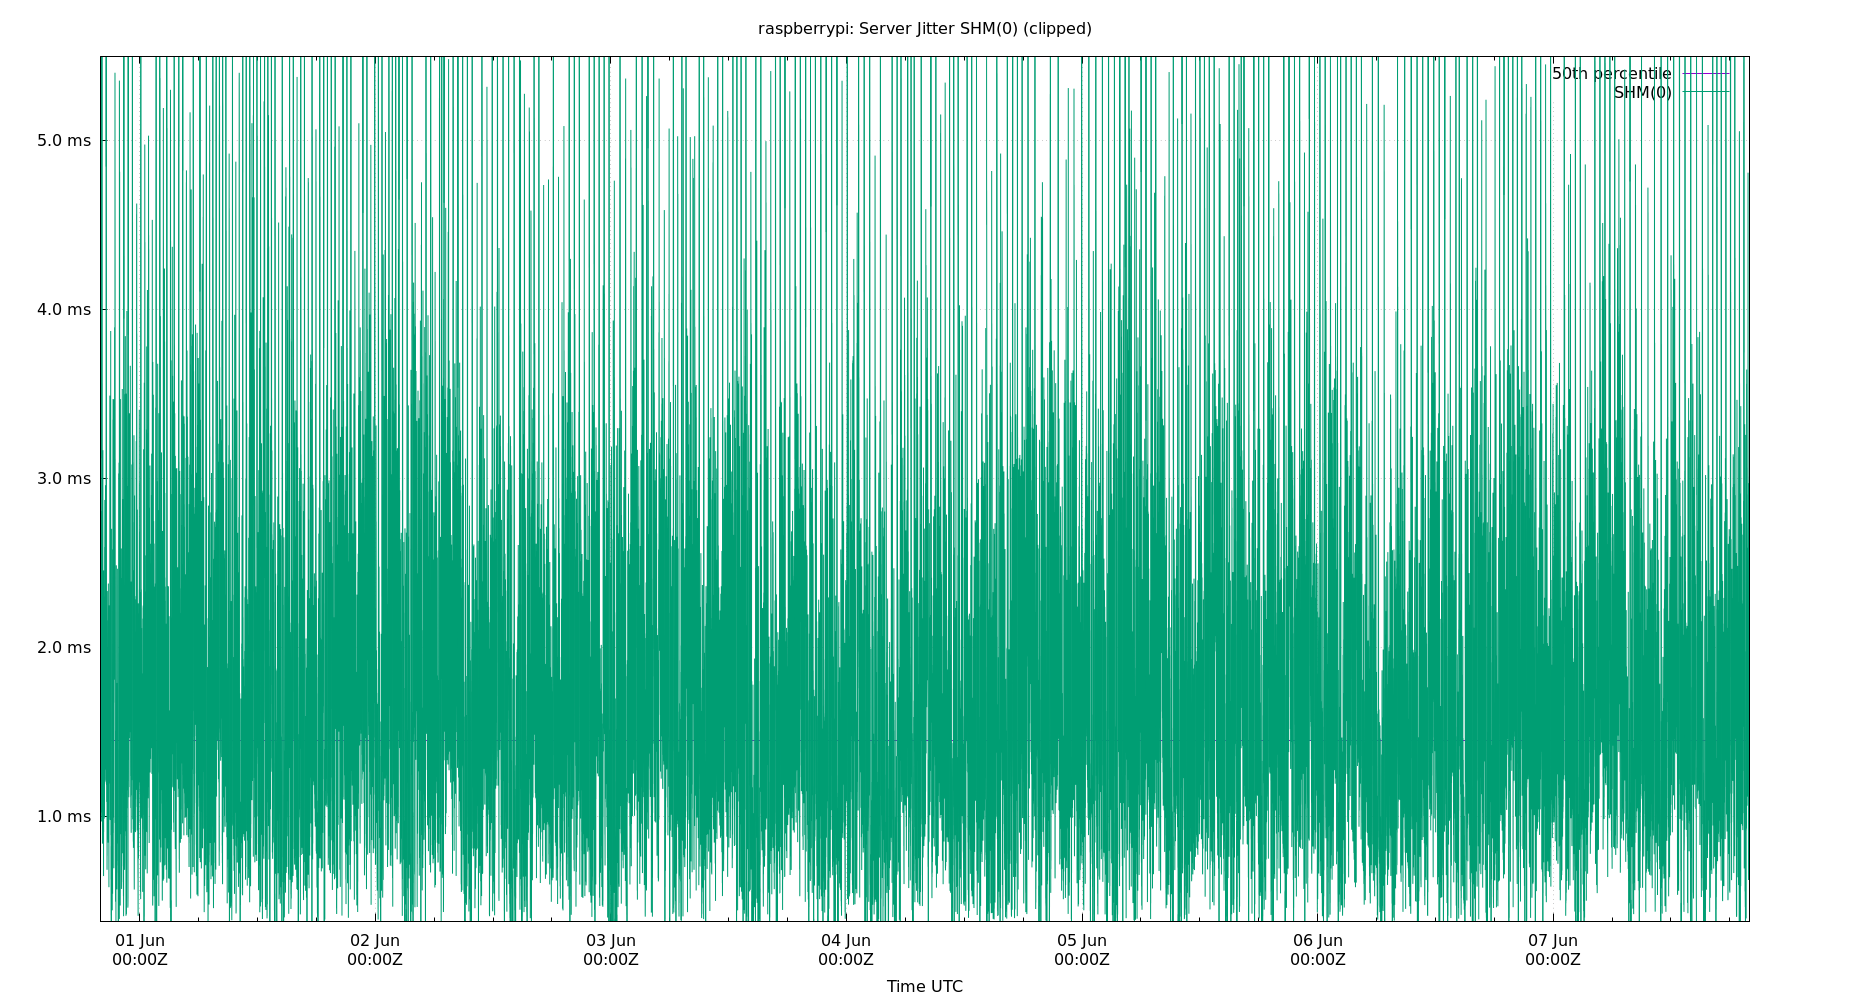 raspberrypi: Server Jitter SHM(0) (clipped)
50th percentile
SHM(0)
5.0 ms
4.0 ms
3.0 ms
2.0 ms
1.0 ms
01 Jun 02 Jun 03 Jun 04 Jun 05 Jun 06 Jun 07 Jun
00:00Z 00:00Z 00:00Z 00:00Z 00:00Z 00:00Z 00:00Z
Time UTC